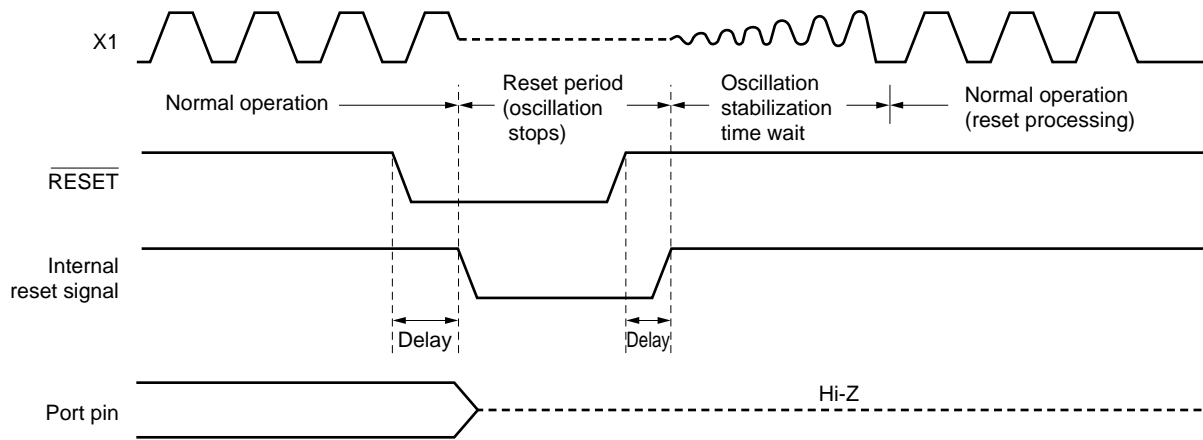 X1
Normal operation
Reset period
(oscillation
stops)
Oscillation
stabilization
time wait
Normal operation
(reset processing)
RESET
Internal
reset signal
Delay
Delay
Port pin
Hi-Z